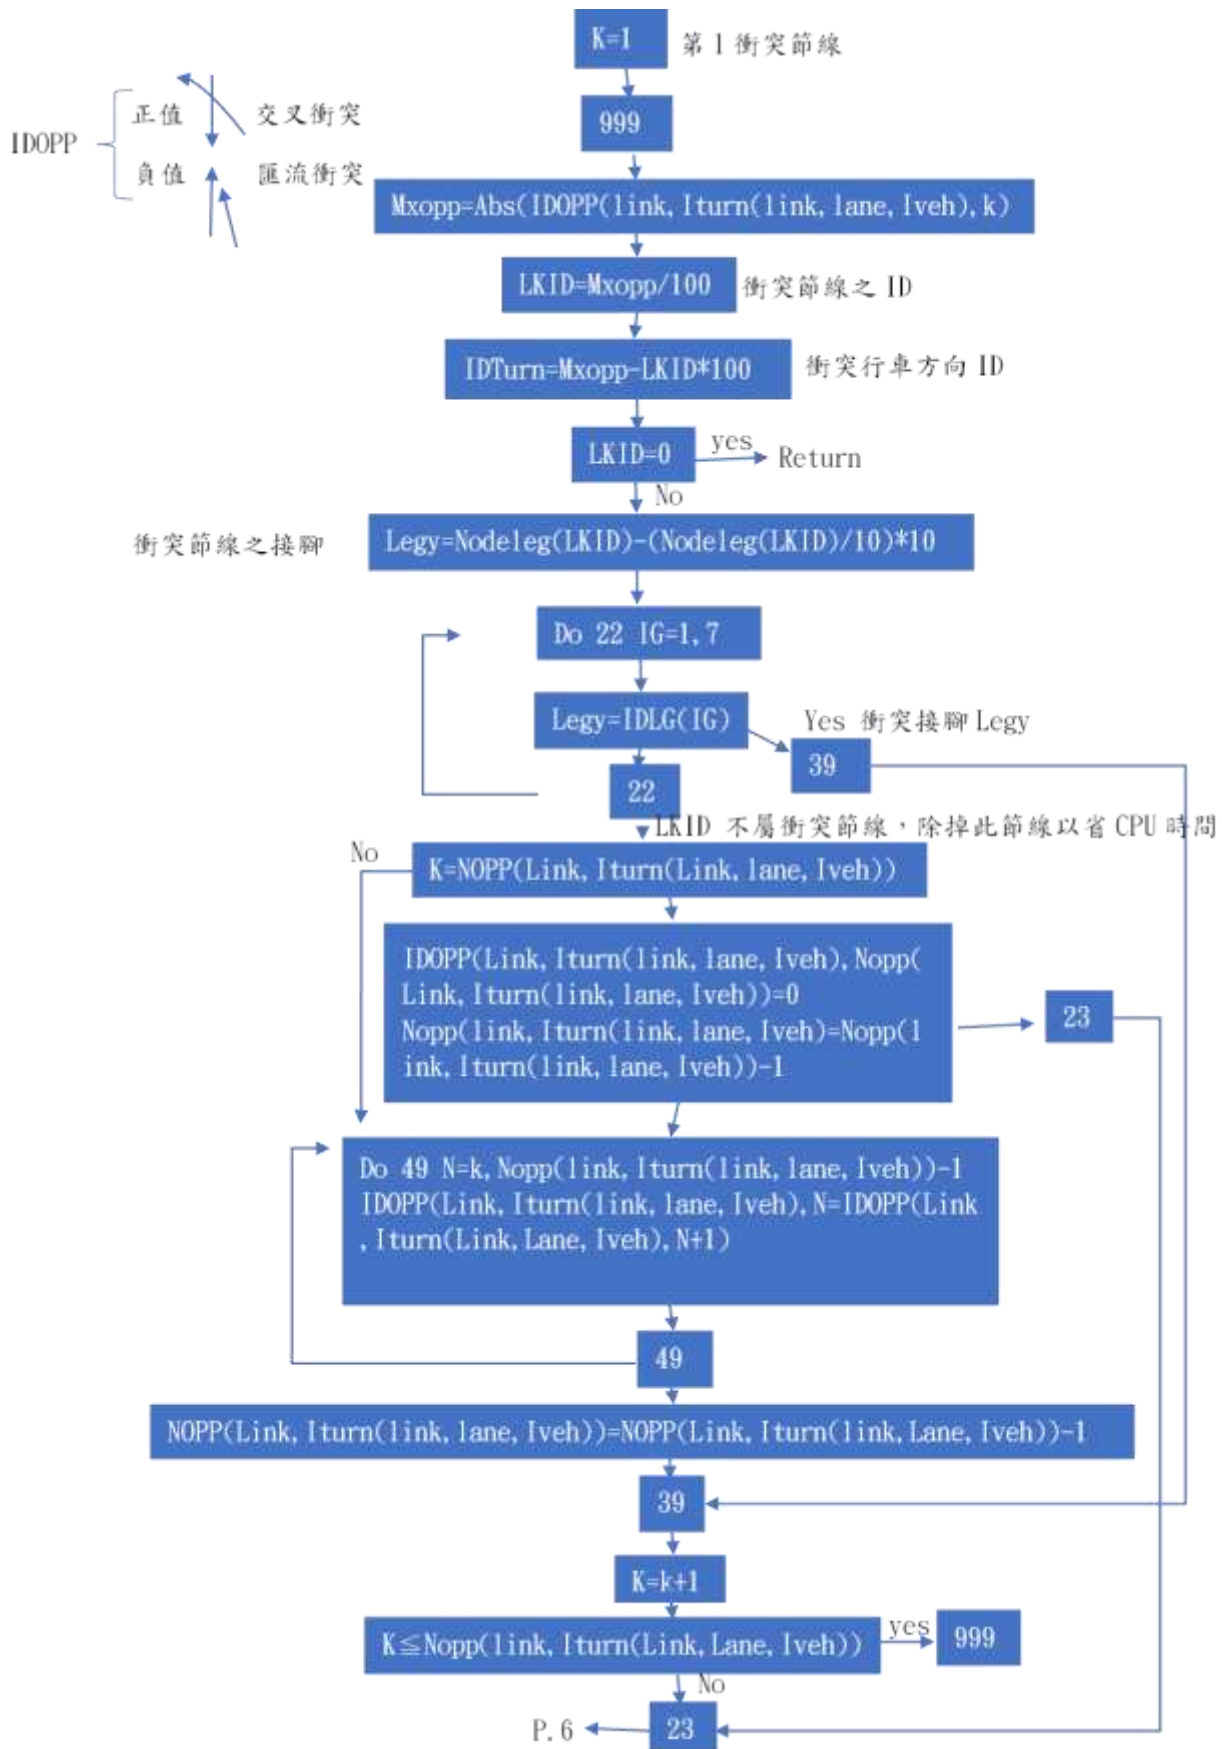 K=1
第 1 衝突節線
999
IDOPP
正值
交叉衝突
負值
匯流衝突
Mxopp=Abs(IDOPP(link,Iturn(link,lane,Iveh),k)
LKID=Mxopp/100
衝突節線之 ID
IDTurn=Mxopp-LKID*100
衝突行車方向 ID
LKID=0
yes
Return
No
衝突節線之接腳
Legy=Nodeleg(LKID)-(Nodeleg(LKID)/10)*10
Do 22 IG=1,7
Legy=IDLG(IG)
Yes 衝突接腳 Legy
39
22
LKID 不屬衝突節線，除掉此節線以省 CPU 時間
No
K=NOPP(Link,Iturn(Link,lane,Iveh))
IDOPP(Link,Iturn(link,lane,Iveh),Nopp(
Link,Iturn(link,lane,Iveh))=0
Nopp(link,Iturn(link,lane,Iveh)=Nopp(l
ink,Iturn(link,lane,Iveh))-1
23
Do 49 N=k,Nopp(link,Iturn(link,lane,Iveh))-1
IDOPP(Link,Iturn(link,lane,Iveh),N=IDOPP(Link
,Iturn(Link,Lane,Iveh),N+1)
49
NOPP(Link,Iturn(link,lane,Iveh))=NOPP(Link,Iturn(link,Lane,Iveh))-1
39
K=k+1
K≦Nopp(link,Iturn(Link,Lane,Iveh))
yes
999
No
23
P.6